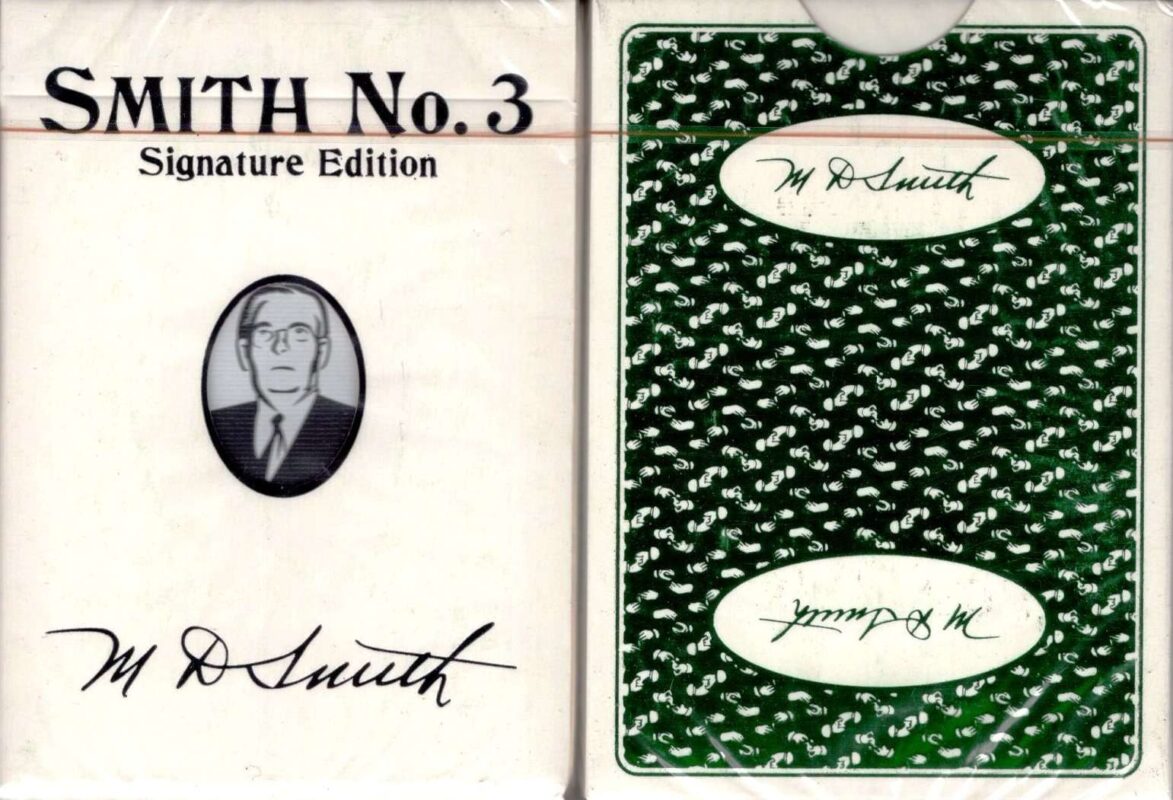 SMITH No. 3
Signature Edition
M D Smith
M D Smith
M D Smith